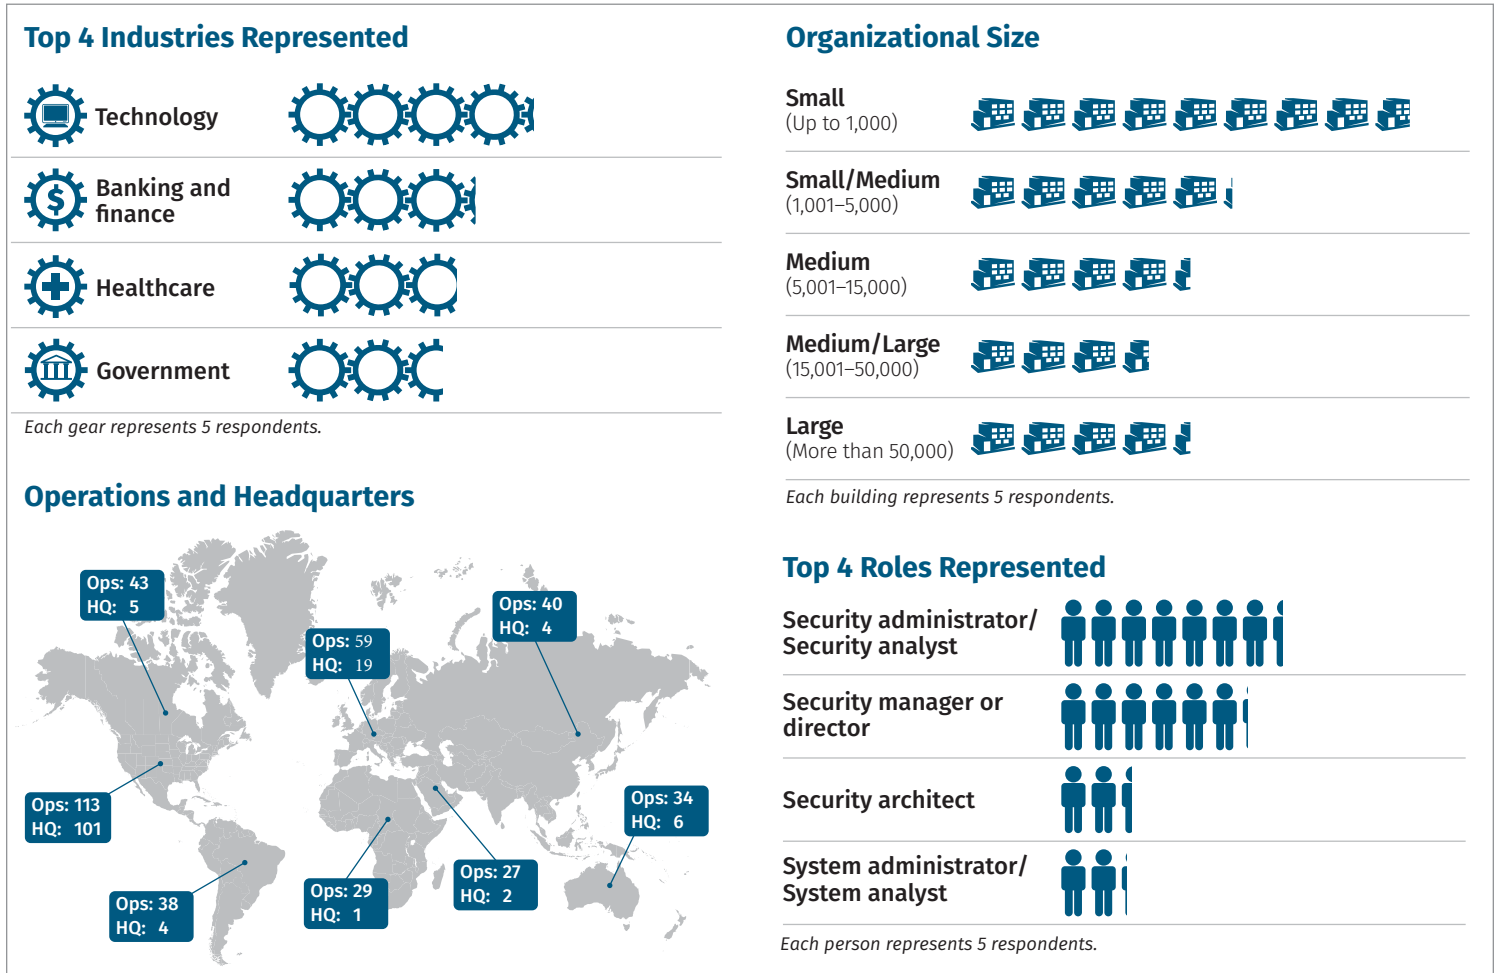 Top 4 Industries Represented
Technology
Banking and
finance
Healthcare
Government
Each gear represents 5 respondents.
Operations and Headquarters
Ops: 43
HQ: 5
Ops: 59
HQ: 19
Ops: 40
HQ: 4
Ops: 113
HQ: 101
Ops: 34
HQ: 6
Ops: 38
HQ: 4
Ops: 29
HQ: 1
Ops: 27
HQ: 2
Organizational Size
Small
(Up to 1,000)
Small/Medium
(1,001–5,000)
Medium
(5,001–15,000)
Medium/Large
(15,001–50,000)
Large
(More than 50,000)
Each building represents 5 respondents.
Top 4 Roles Represented
Security administrator/
Security analyst
Security manager or
director
Security architect
System administrator/
System analyst
Each person represents 5 respondents.